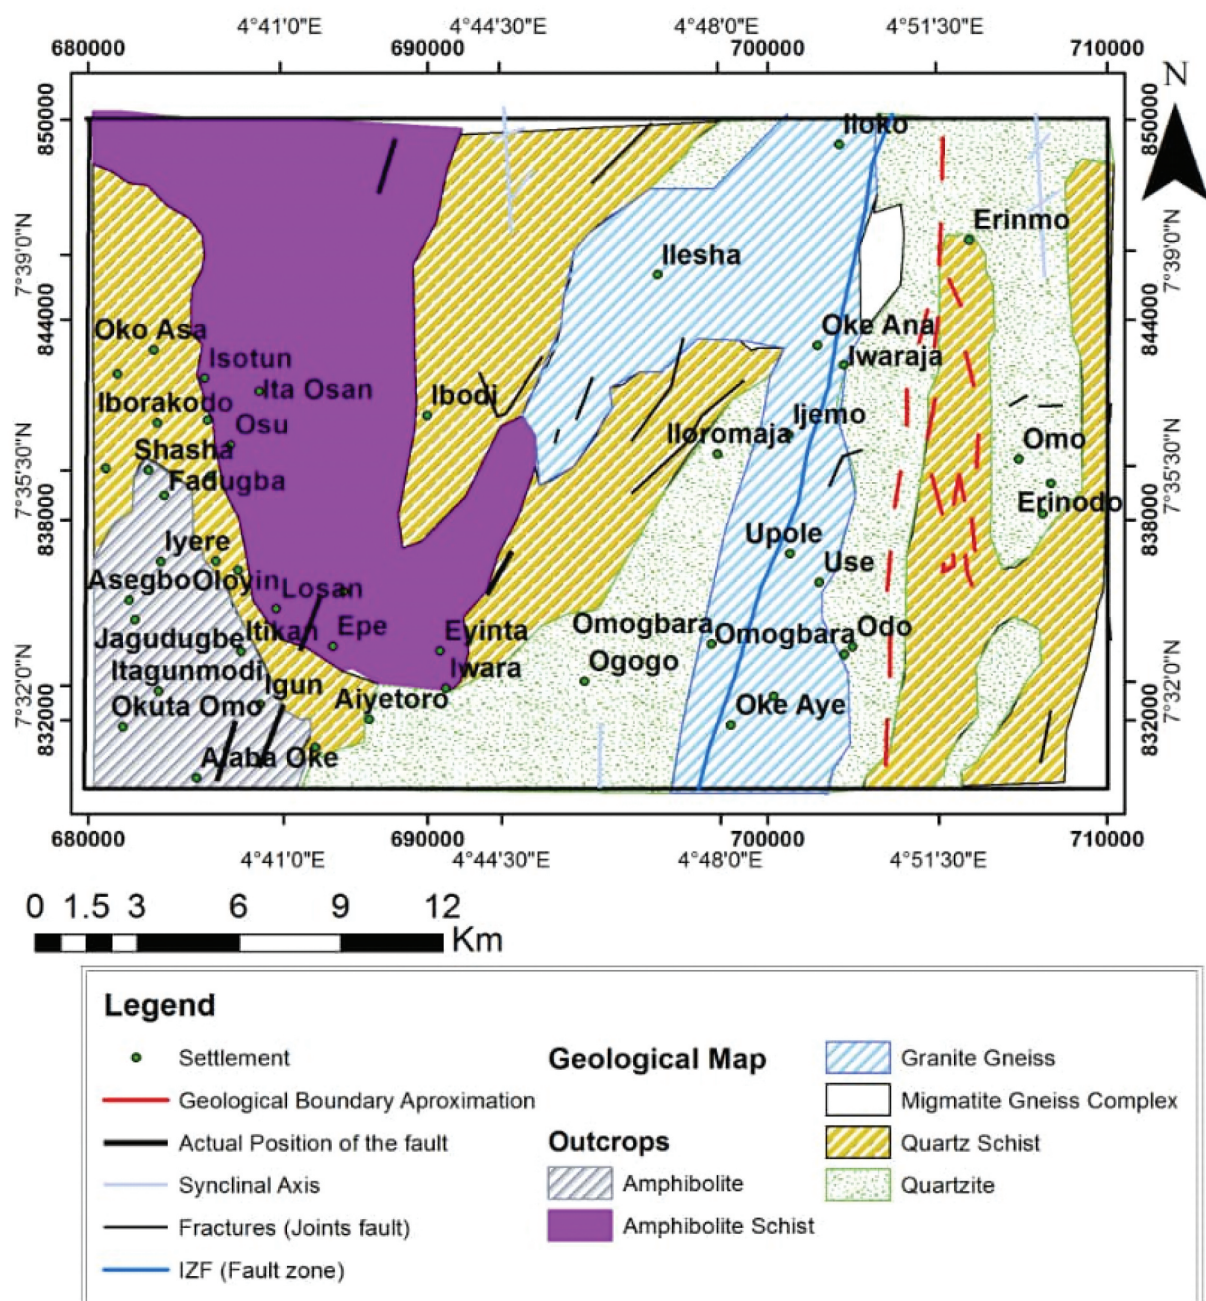 4°41'0"E 4°44'30"E 4°48'0"E 4°51'30"E
680000 690000 700000 710000
N
850000 850000
Iloko
Erinmo
7°39'0"N 7°39'0"N
Ilesha
844000 844000
Oko Asa Oke Ana
Isotun Iwaraja
Ita Osan
Iborakodo Ibodi Ijemo
Osu Iloromaja Omo
Shasha
7°35'30"N 7°35'30"N
Fadugba
Erinodo
838000 838000
Iyere Upole
Use
Asegbo Oloyin Losan
Jagudugbe Itikan Epe Eyinta Omogbara Omogbara Odo
Itagunmodi Iwara Ogogo
7°32'0"N 7°32'0"N
Igun
Okuta Omo Aiyetoro Oke Aye
832000 832000
Alaba Oke
680000 690000 700000 710000
4°41'0"E 4°44'30"E 4°48'0"E 4°51'30"E
0 1.5 3 6 9 12
Km
Legend
Settlement
Geological Boundary Aproximation
Actual Position of the fault
Synclinal Axis
Fractures (Joints fault)
IZF (Fault zone)
Geological Map
Outcrops
Amphibolite
Amphibolite Schist
Granite Gneiss
Migmatite Gneiss Complex
Quartz Schist
Quartzite